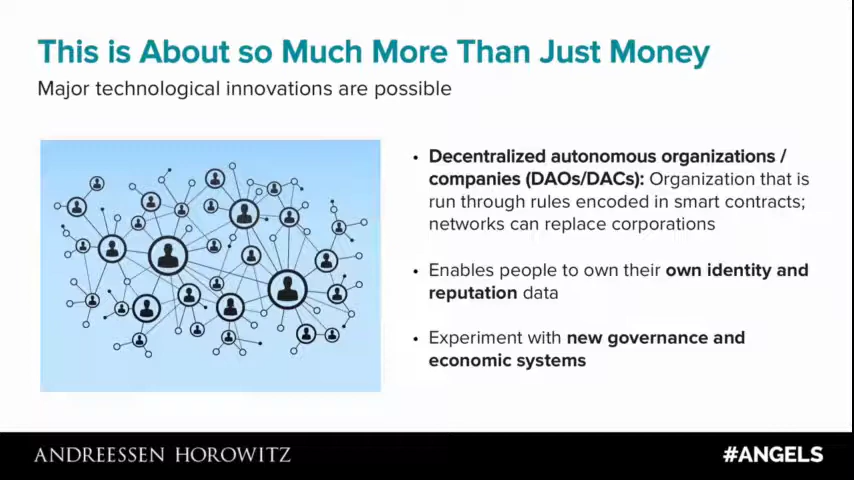 This is About so Much More Than Just Money
Major technological innovations are possible
• Decentralized autonomous organizations /
companies (DAOs/DACs): Organization that is
run through rules encoded in smart contracts;
networks can replace corporations
• Enables people to own their own identity and
reputation data
• Experiment with new governance and
economic systems
ANDREESSEN HOROWITZ
#ANGELS